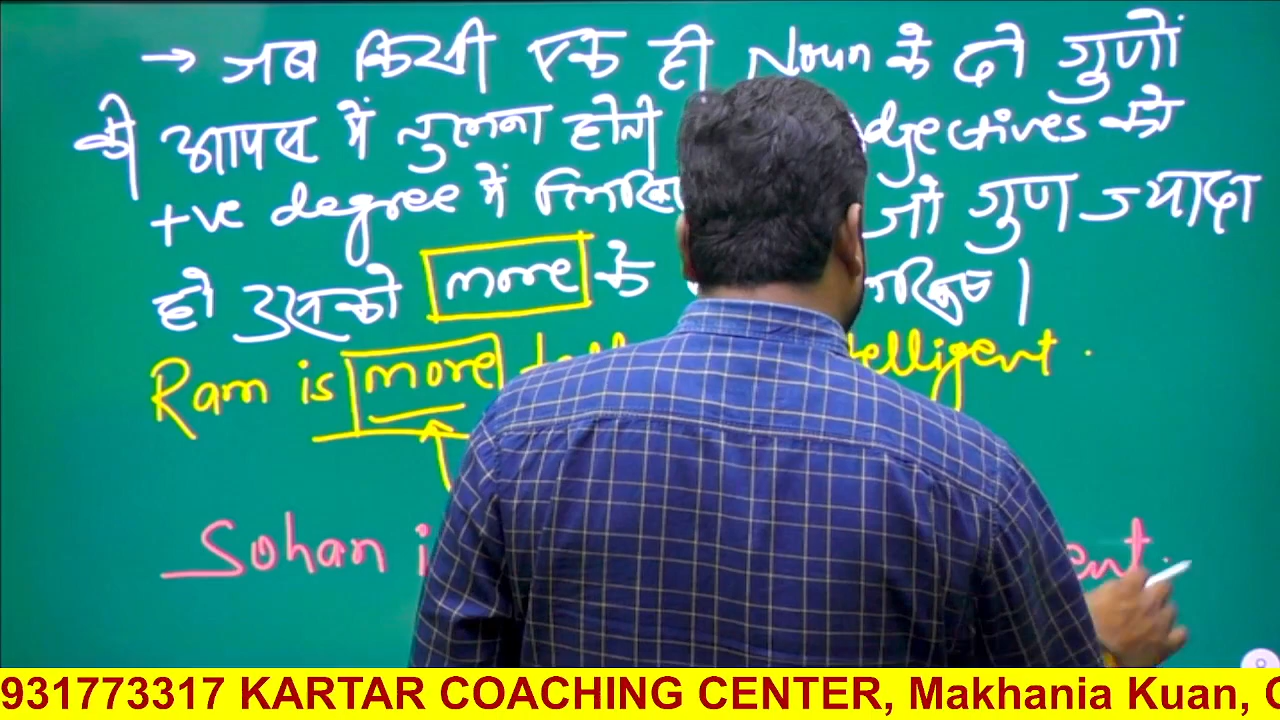 → जब किसी एक ही Noun के दो गुणों
की आपस में तुलना होती djectives को
+ve degree में जो गुण ज्यादा
हो उसको more के
Ram is more telligent.
Sohan i ent.
931773317 KARTAR COACHING CENTER, Makhania Kuan, C